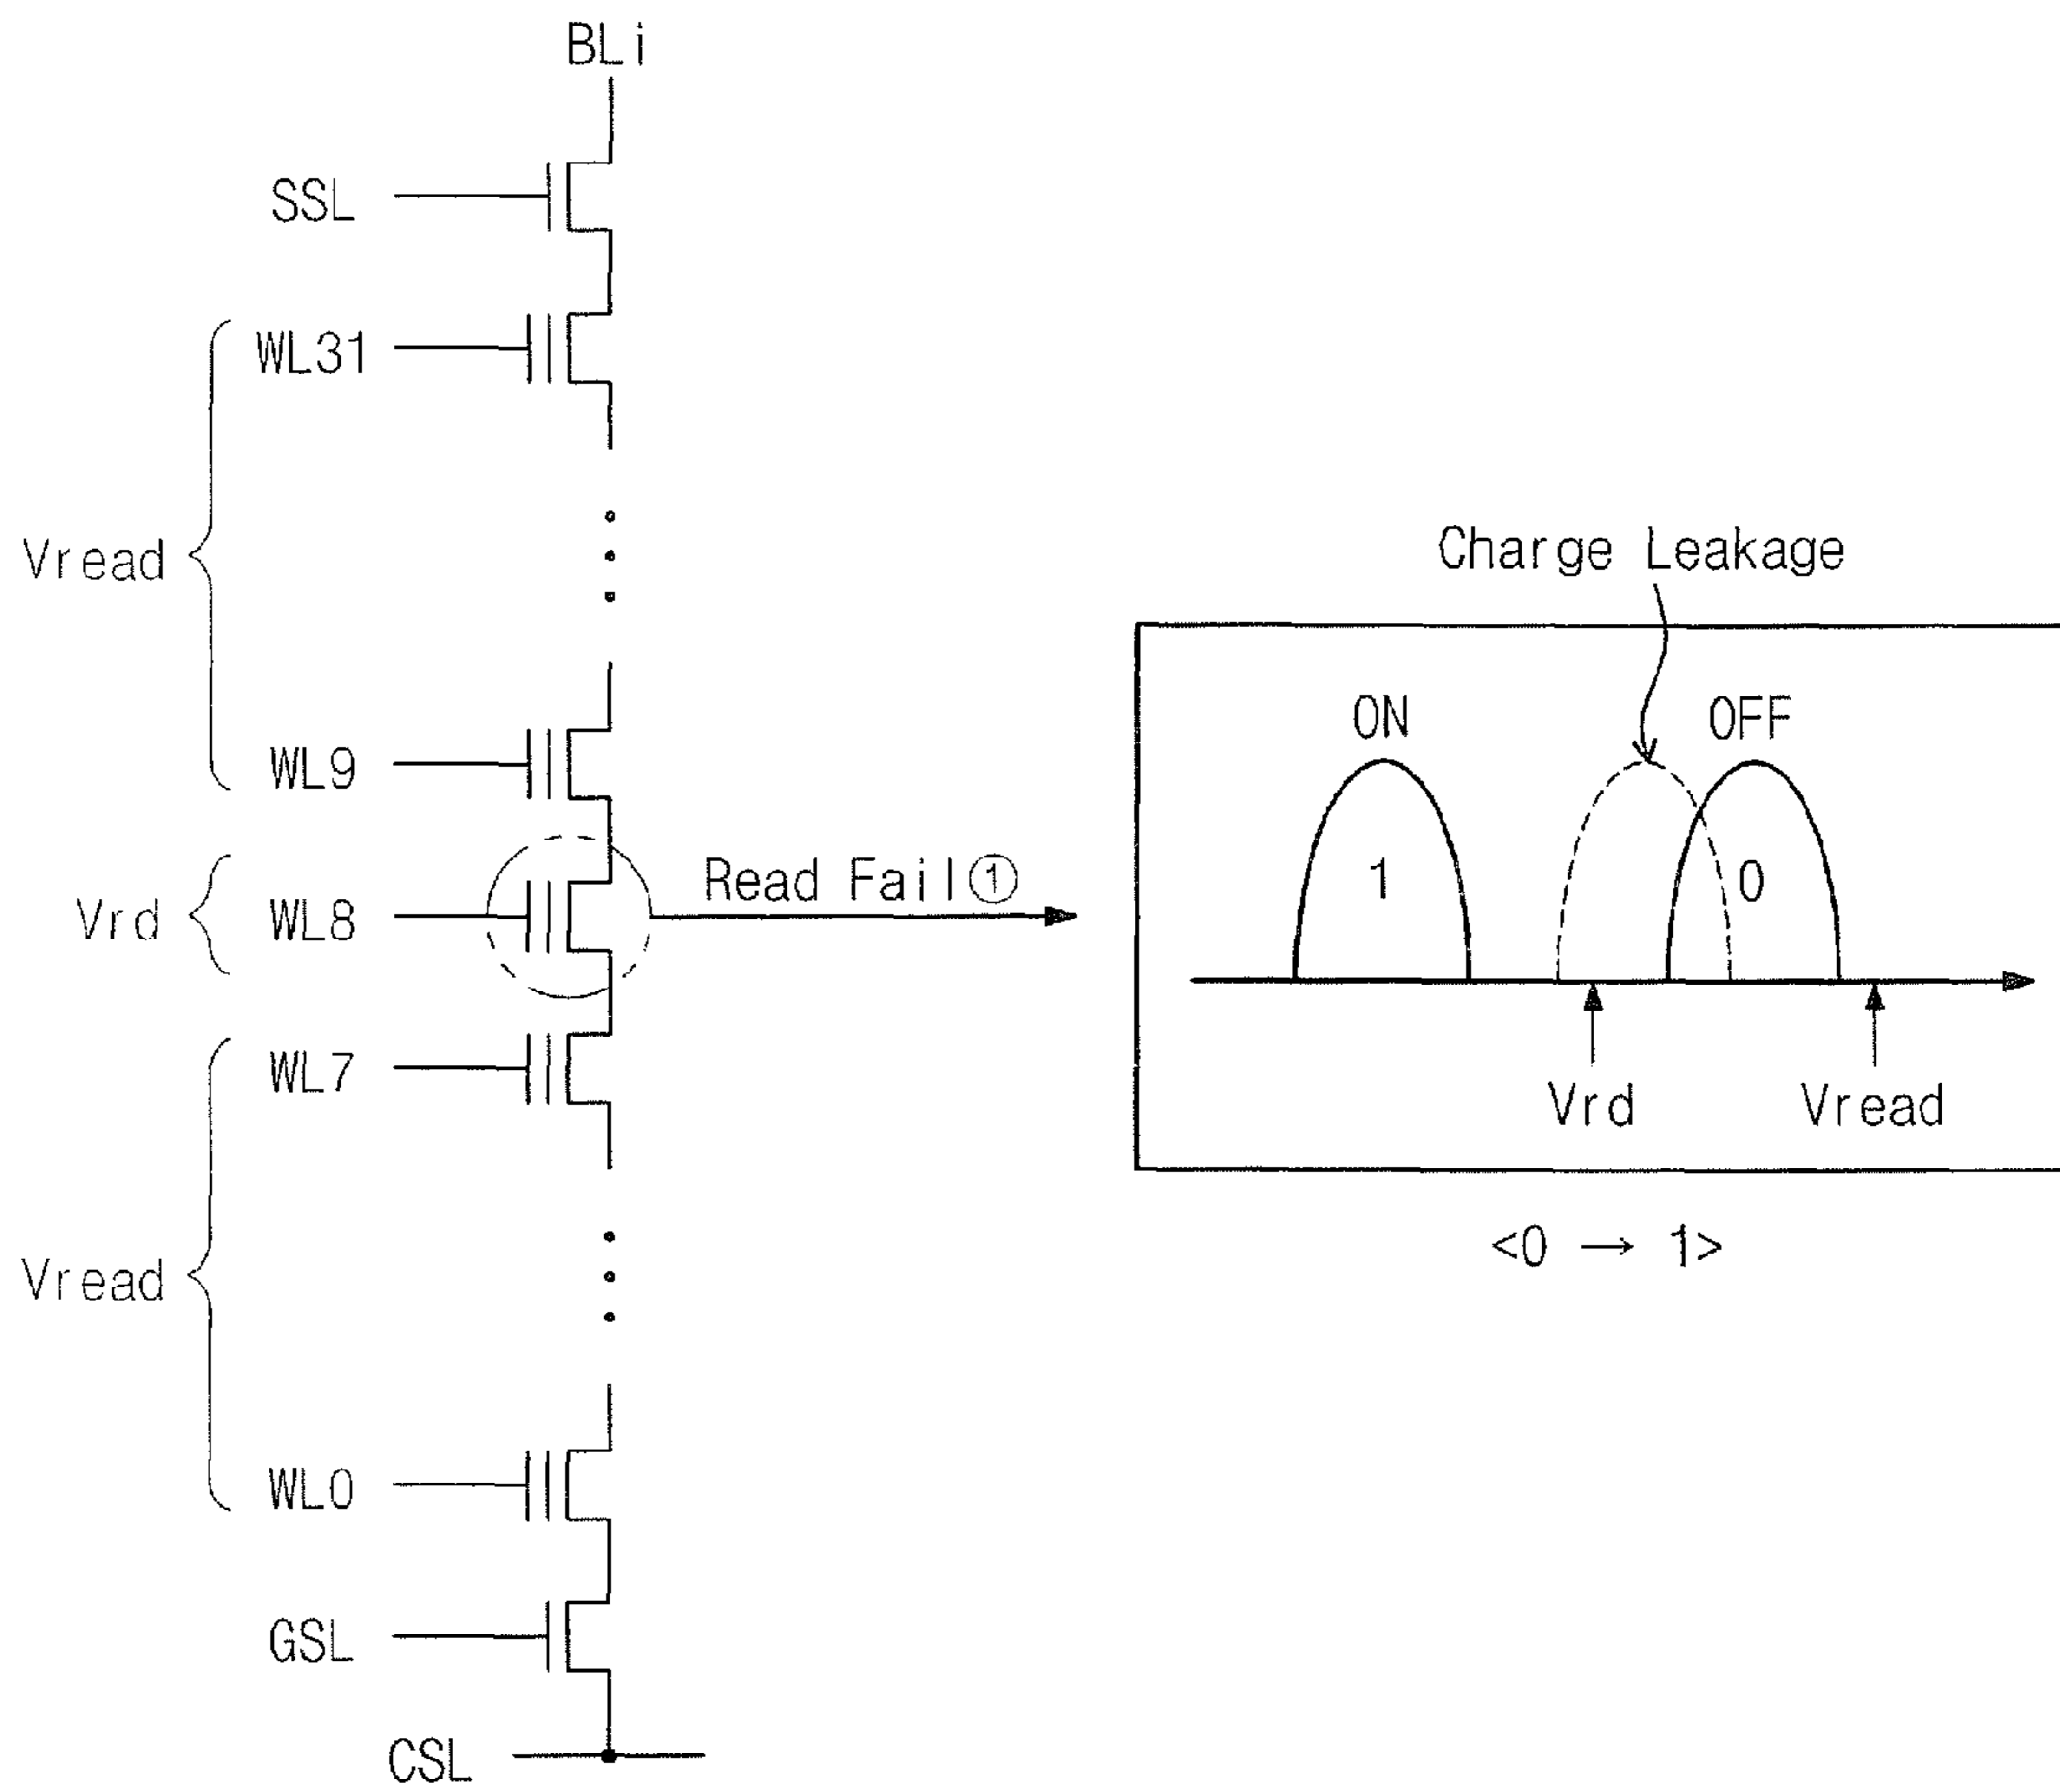 BLi
SSL
WL31
Vread
WL9
Vrd
WL8
Read Fail①
WL7
Vread
WL0
GSL
CSL
Charge Leakage
ON
OFF
1
0
Vrd
Vread
<0 → 1>